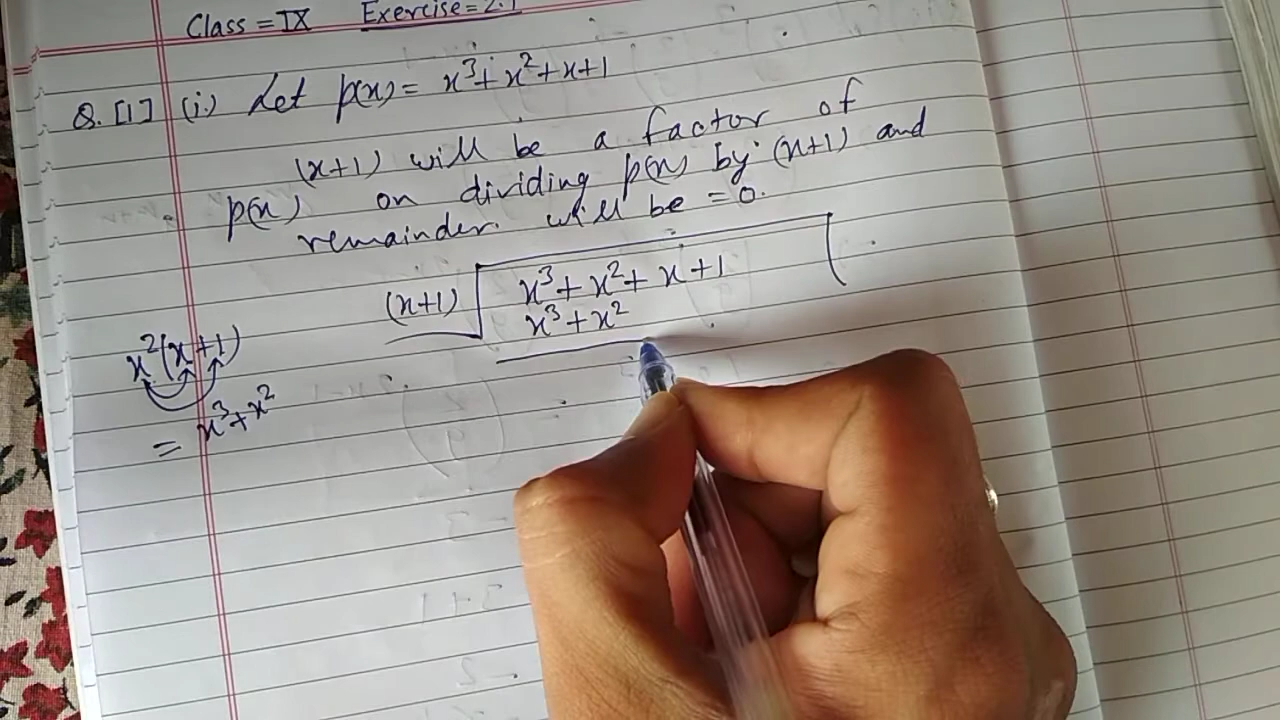 Class = IX Exercise = 2.1
Q. [1] (i.) Let p(x) = x³ + x² + x + 1
(x+1) will be a factor of
p(x) on dividing p(x) by (x+1) and
remainder will be = 0.
(x+1) x³ + x² + x + 1
x³ + x²
x²(x+1)
= x³ + x²